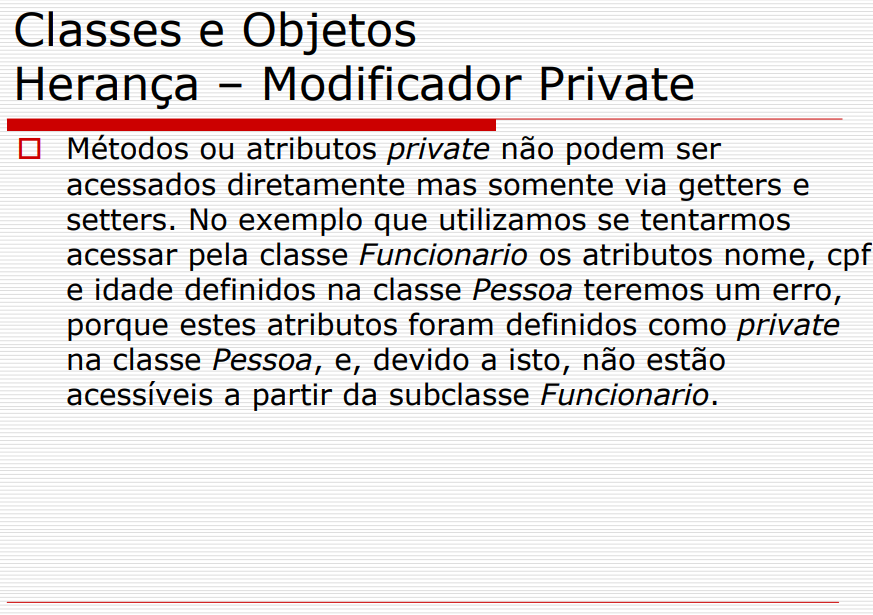 Classes e Objetos
Herança – Modificador Private
Métodos ou atributos private não podem ser
acessados diretamente mas somente via getters e
setters. No exemplo que utilizamos se tentarmos
acessar pela classe Funcionario os atributos nome, cpf
e idade definidos na classe Pessoa teremos um erro,
porque estes atributos foram definidos como private
na classe Pessoa, e, devido a isto, não estão
acessíveis a partir da subclasse Funcionario.